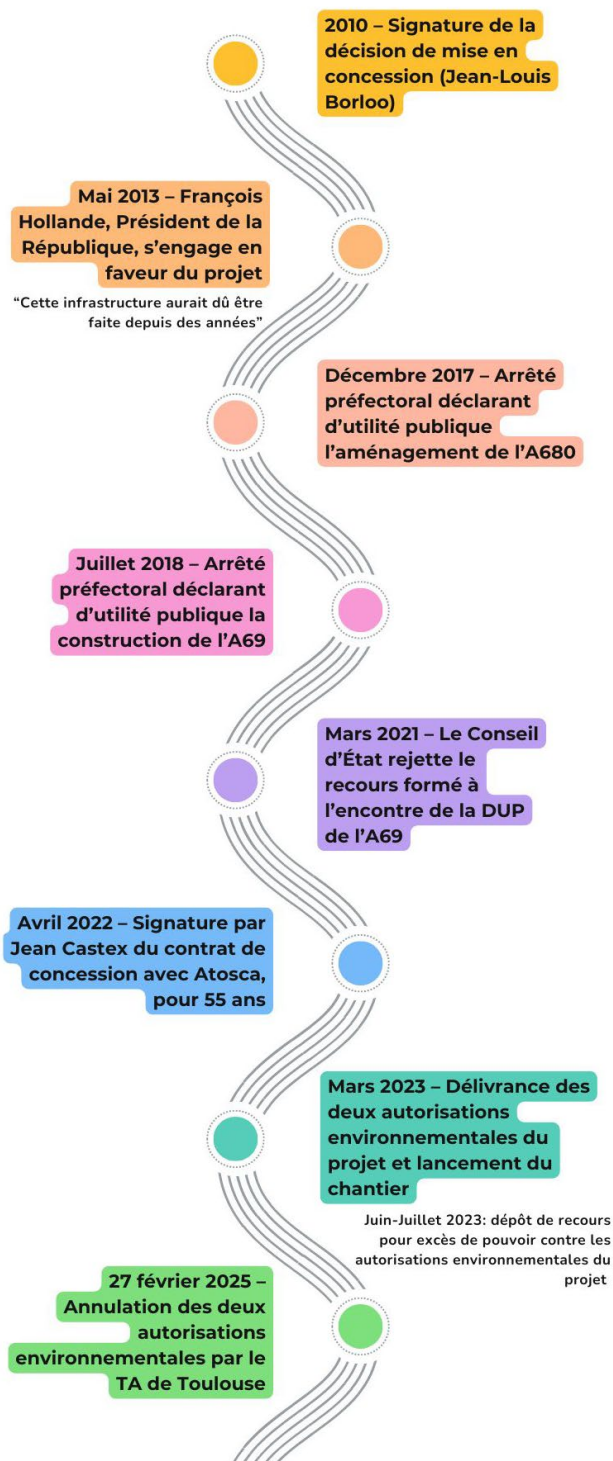 2010 – Signature de la
décision de mise en
concession (Jean-Louis
Borloo)
Mai 2013 – François
Hollande, Président de la
République, s’engage en
faveur du projet
“Cette infrastructure aurait dû être
faite depuis des années”
Décembre 2017 – Arrêté
préfectoral déclarant
d’utilité publique
l’aménagement de l’A680
Juillet 2018 – Arrêté
préfectoral déclarant
d’utilité publique la
construction de l’A69
Mars 2021 – Le Conseil
d’État rejette le
recours formé à
l’encontre de la DUP
de l’A69
Avril 2022 – Signature par
Jean Castex du contrat de
concession avec Atosca,
pour 55 ans
Mars 2023 – Délivrance des
deux autorisations
environnementales du
projet et lancement du
chantier
Juin-Juillet 2023: dépôt de recours
pour excès de pouvoir contre les
autorisations environnementales du
projet
27 février 2025 –
Annulation des deux
autorisations
environnementales par le
TA de Toulouse